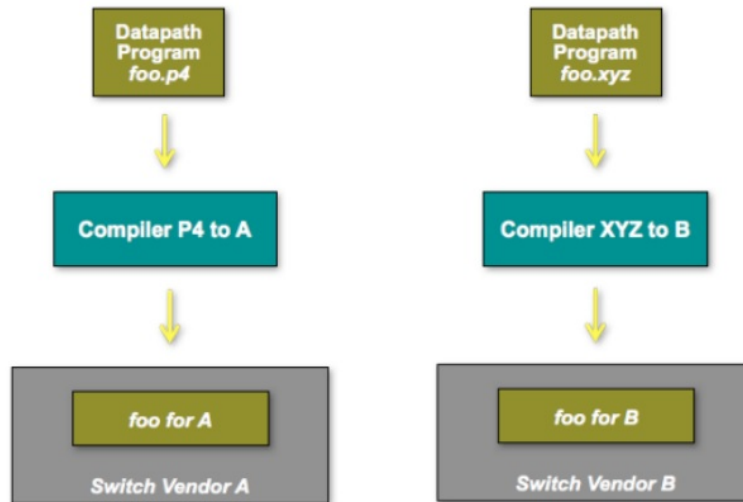 Datapath
Program
foo.p4
Datapath
Program
foo.xyz
Compiler P4 to A
Compiler XYZ to B
foo for A
foo for B
Switch Vendor A
Switch Vendor B